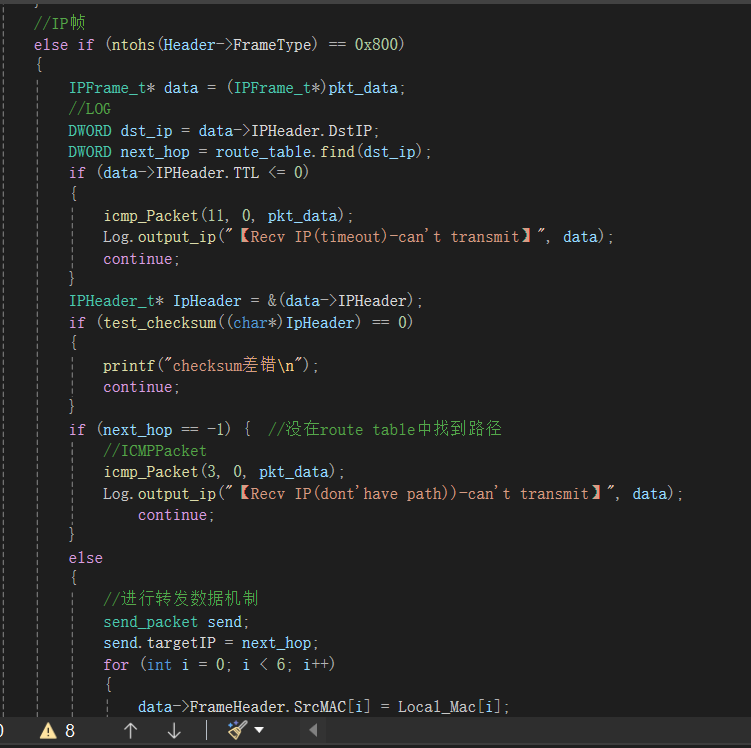 }
//IP帧
else if (ntohs(Header->FrameType) == 0x800)
{
IPFrame_t* data = (IPFrame_t*)pkt_data;
//LOG
DWORD dst_ip = data->IPHeader.DstIP;
DWORD next_hop = route_table.find(dst_ip);
if (data->IPHeader.TTL <= 0)
{
icmp_Packet(11, 0, pkt_data);
Log.output_ip("【Recv IP(timeout)-can't transmit】", data);
continue;
}
IPHeader_t* IpHeader = &(data->IPHeader);
if (test_checksum((char*)IpHeader) == 0)
{
printf("checksum差错\n");
continue;
}
if (next_hop == -1) { //没在route table中找到路径
//ICMPPacket
icmp_Packet(3, 0, pkt_data);
Log.output_ip("【Recv IP(dont'have path))-can't transmit】", data);
continue;
}
else
{
//进行转发数据机制
send_packet send;
send.targetIP = next_hop;
for (int i = 0; i < 6; i++)
{
data->FrameHeader.SrcMAC[i] = Local_Mac[i];
0 8